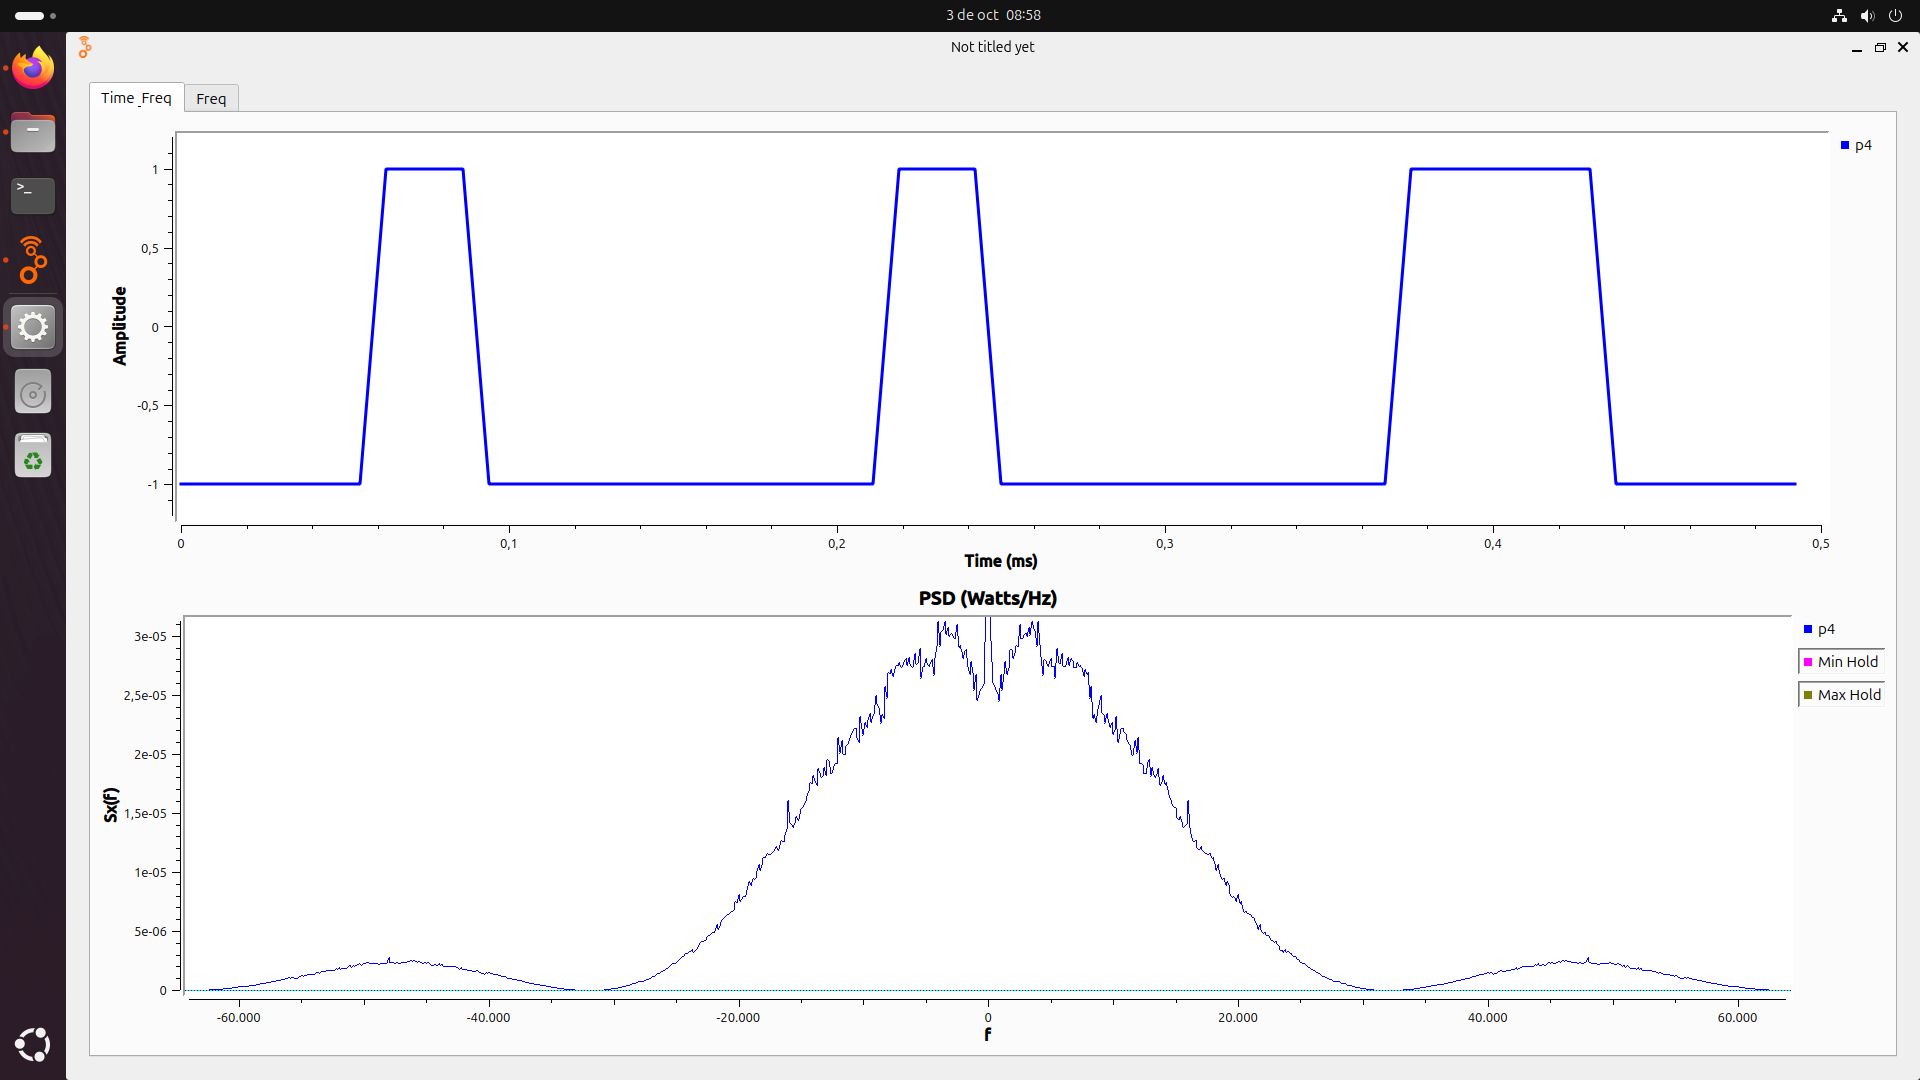 3 de oct 08:58
Not titled yet
Time_Freq
Freq
p4
1
0,5
0
-0,5
-1
Amplitude
0 0,1 0,2 0,3 0,4 0,5
Time (ms)
PSD (Watts/Hz)
p4
Min Hold
Max Hold
3e-05
2,5e-05
2e-05
1,5e-05
1e-05
5e-06
0
Sx(f)
-60.000 -40.000 -20.000 0 20.000 40.000 60.000
f
>_